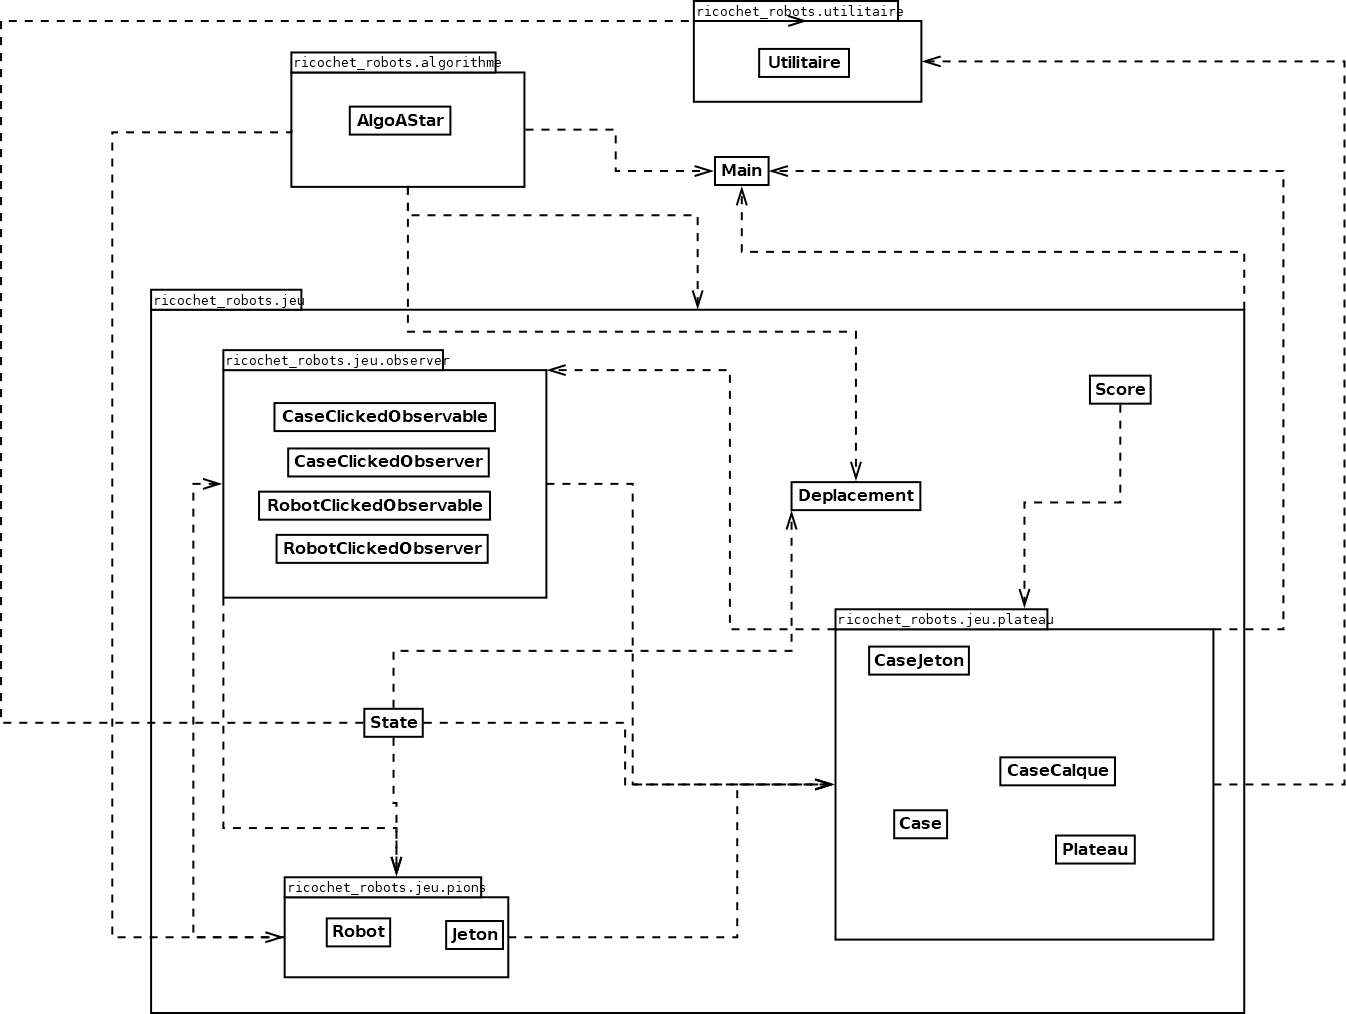 ricochet_robots.utilitaire
Utilitaire
ricochet_robots.algorithme
AlgoAStar
Main
ricochet_robots.jeu
ricochet_robots.jeu.observer
CaseClickedObservable
CaseClickedObserver
RobotClickedObservable
RobotClickedObserver
Score
Deplacement
ricochet_robots.jeu.plateau
CaseJeton
State
CaseCalque
Case
Plateau
ricochet_robots.jeu.pions
Robot
Jeton